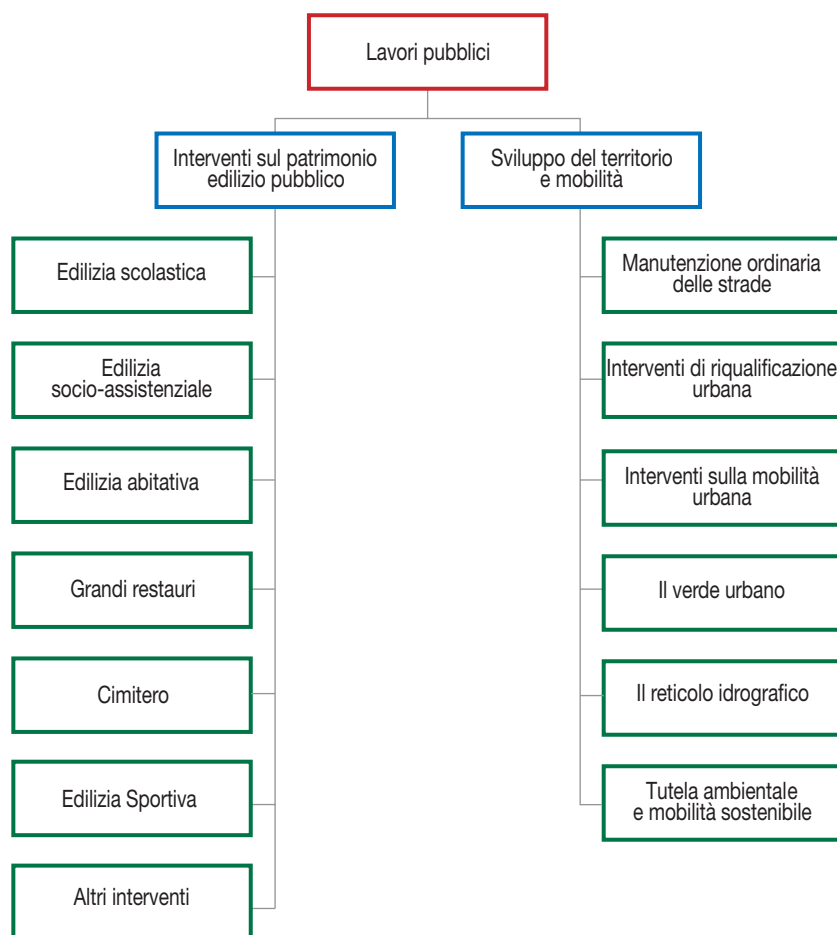 Lavori pubblici
Interventi sul patrimonio
edilizio pubblico
Sviluppo del territorio
e mobilità
Edilizia scolastica
Edilizia
socio-assistenziale
Edilizia abitativa
Grandi restauri
Cimitero
Edilizia Sportiva
Altri interventi
Manutenzione ordinaria
delle strade
Interventi di riqualificazione
urbana
Interventi sulla mobilità
urbana
Il verde urbano
Il reticolo idrografico
Tutela ambientale
e mobilità sostenibile